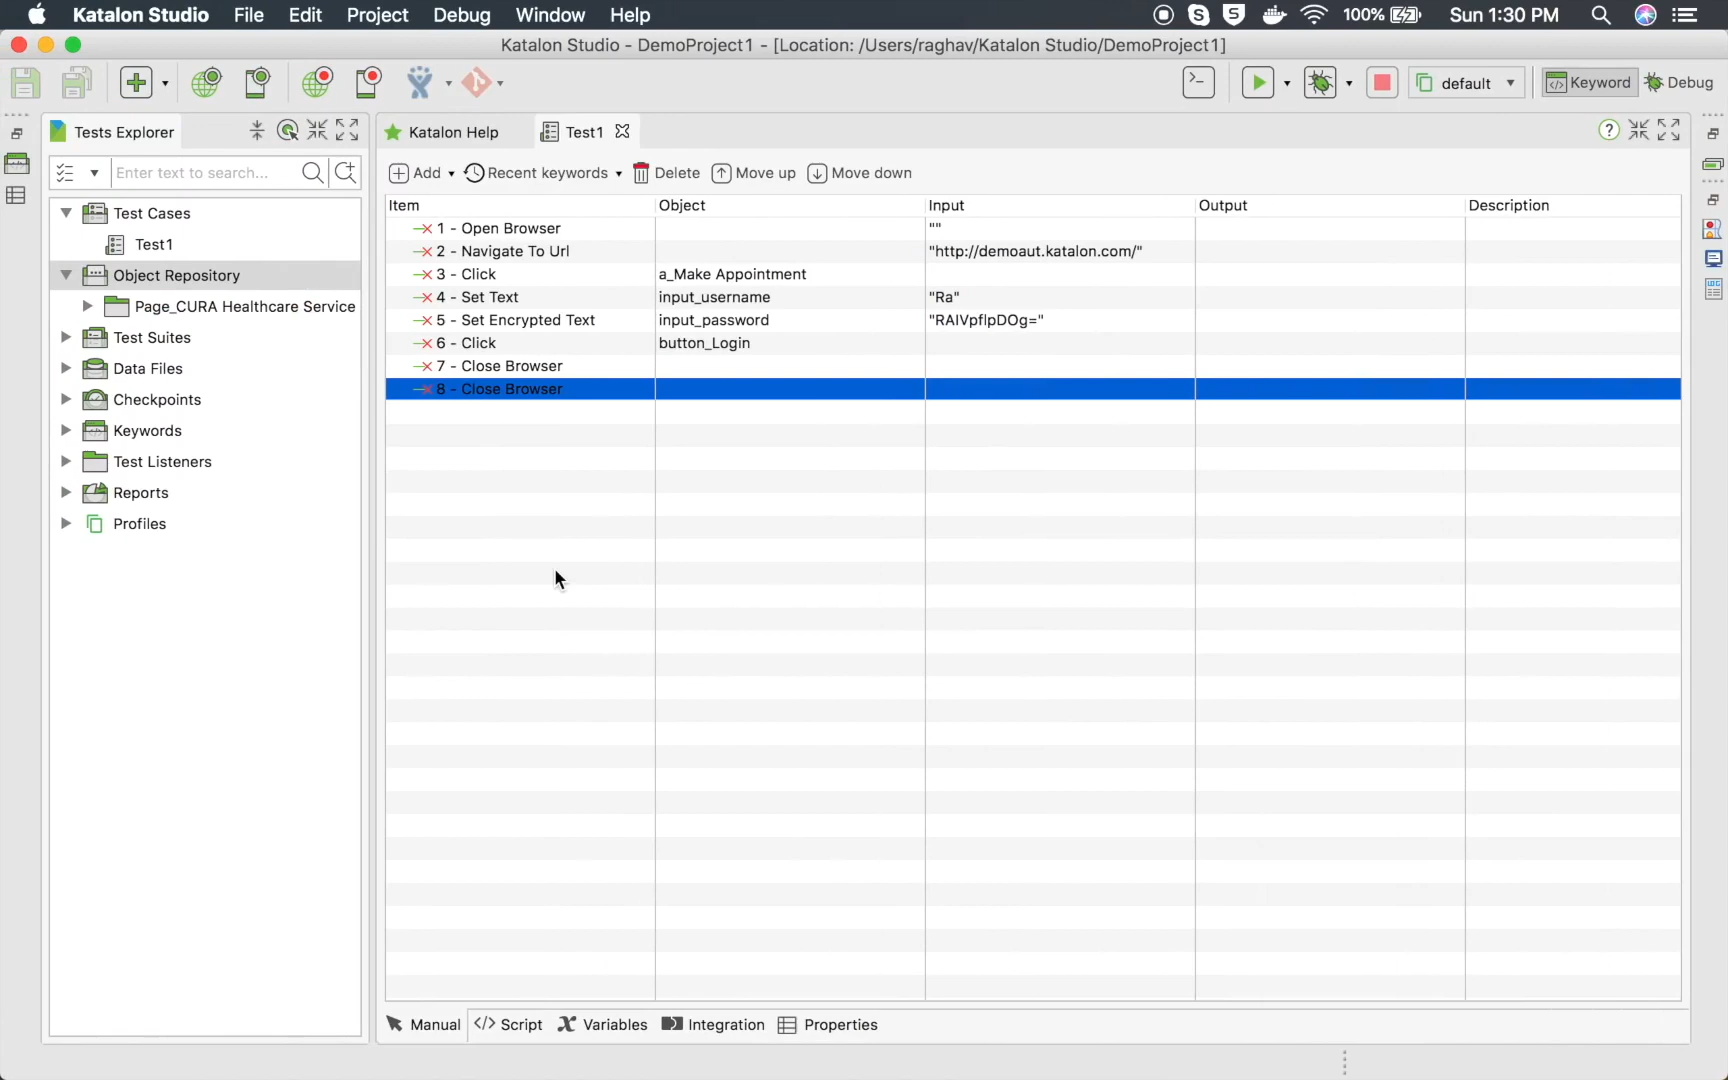 Katalon Studio File Edit Project Debug Window Help 100% Sun 1:30 PM
Katalon Studio - DemoProject1 - [Location: /Users/raghav/Katalon Studio/DemoProject1]
default Keyword Debug
Tests Explorer
Katalon Help Test1
Enter text to search...
Add Recent keywords Delete Move up Move down
Item Object Input Output Description
Test Cases
Test1
Object Repository
Page_CURA Healthcare Service
Test Suites
Data Files
Checkpoints
Keywords
Test Listeners
Reports
Profiles
1 - Open Browser ""
2 - Navigate To Url "http://demoaut.katalon.com/"
3 - Click a_Make Appointment
4 - Set Text input_username "Ra"
5 - Set Encrypted Text input_password "RAIVpflpDOg="
6 - Click button_Login
7 - Close Browser
8 - Close Browser
Manual Script Variables Integration Properties